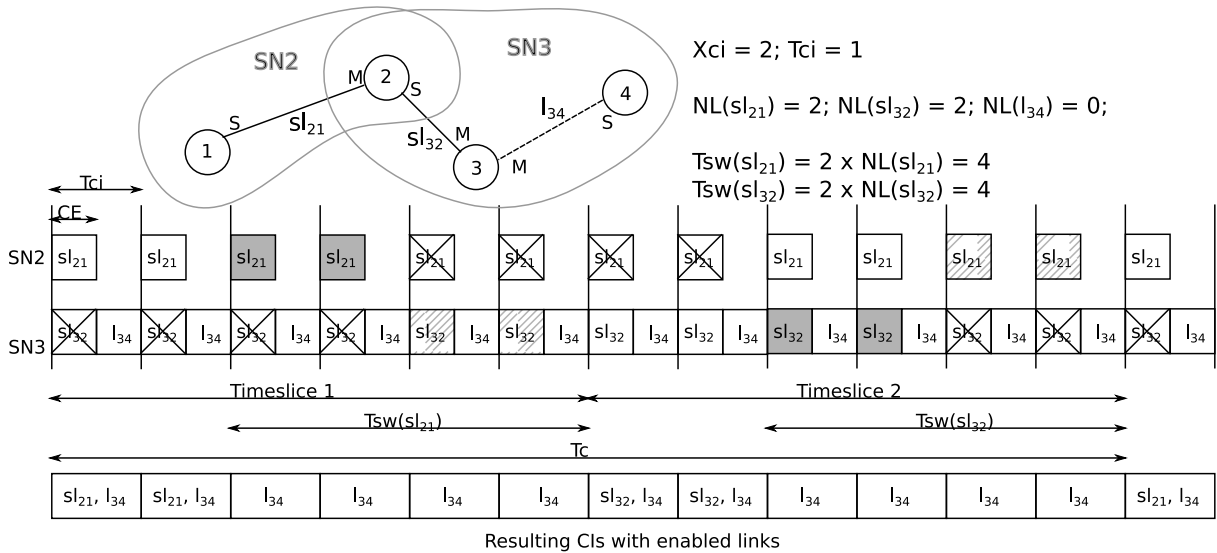 SN2
SN3
Xci = 2; Tci = 1
M
2
S
4
S
l₃₄
NL(sl₂₁) = 2; NL(sl₃₂) = 2; NL(l₃₄) = 0;
S
sl₂₁
1
sl₃₂
M
3
M
Tsw(sl₂₁) = 2 x NL(sl₂₁) = 4
Tsw(sl₃₂) = 2 x NL(sl₃₂) = 4
Tci
CE
SN2 sl₂₁ sl₂₁ sl₂₁ sl₂₁ sl₂₁ sl₂₁ sl₂₁ sl₂₁ sl₂₁ sl₂₁ sl₂₁ sl₂₁ sl₂₁
SN3 sl₃₂ l₃₄ sl₃₂ l₃₄ sl₃₂ l₃₄ sl₃₂ l₃₄ sl₃₂ l₃₄ sl₃₂ l₃₄ sl₃₂ l₃₄ sl₃₂ l₃₄ sl₃₂ l₃₄ sl₃₂ l₃₄ sl₃₂ l₃₄ sl₃₂ l₃₄ sl₃₂ l₃₄
Timeslice 1 Timeslice 2
Tsw(sl₂₁) Tsw(sl₃₂)
Tc
sl₂₁, l₃₄ sl₂₁, l₃₄ l₃₄ l₃₄ l₃₄ l₃₄ sl₃₂, l₃₄ sl₃₂, l₃₄ l₃₄ l₃₄ l₃₄ l₃₄ sl₂₁, l₃₄
Resulting CIs with enabled links